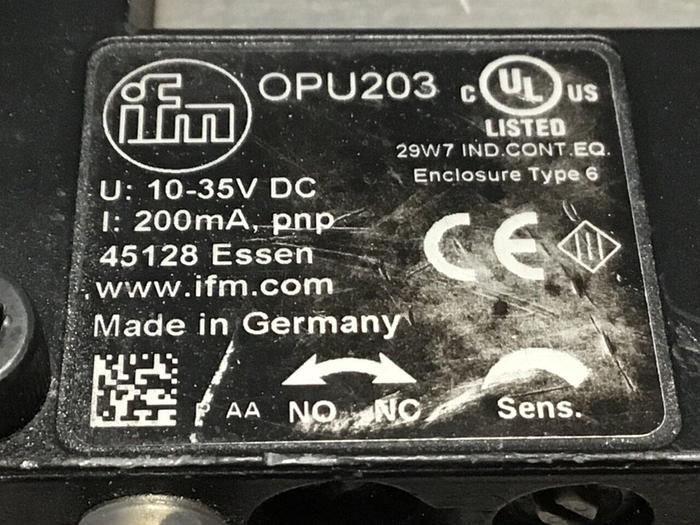 ifm OPU203 C UL US
LISTED
29W7 IND.CONT.EQ.
Enclosure Type 6
U: 10-35V DC
I: 200mA, pnp
45128 Essen
www.ifm.com
Made in Germany
CE
P AA NO NC Sens.